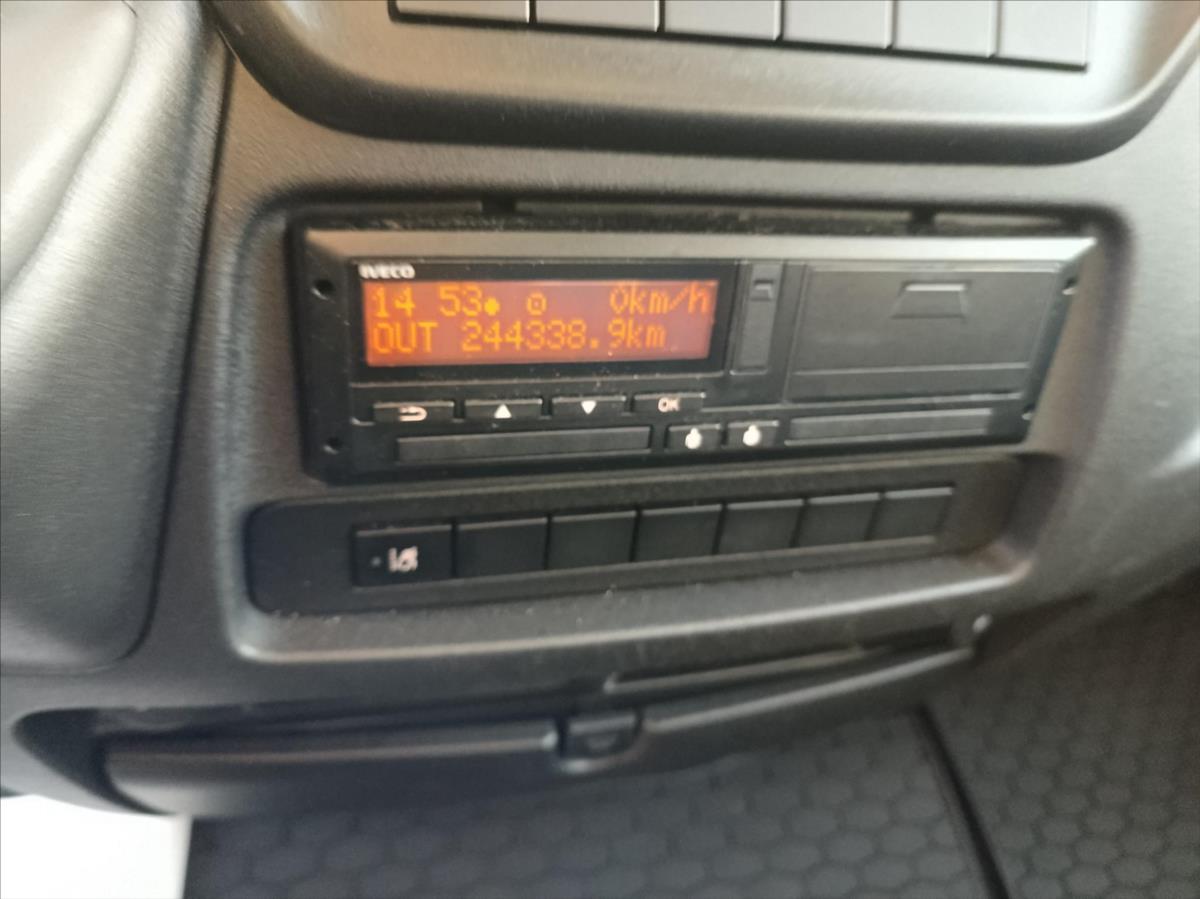 IVECO
14 53● 0km/h
OUT 244338.9km
OK